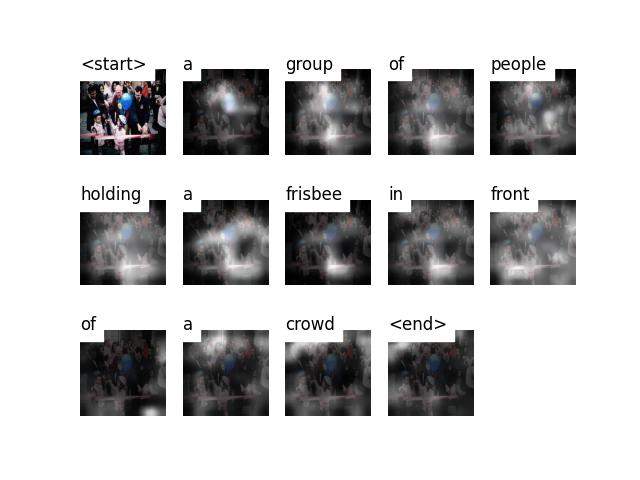 <start> a group of people
holding a frisbee in front
of a crowd <end>